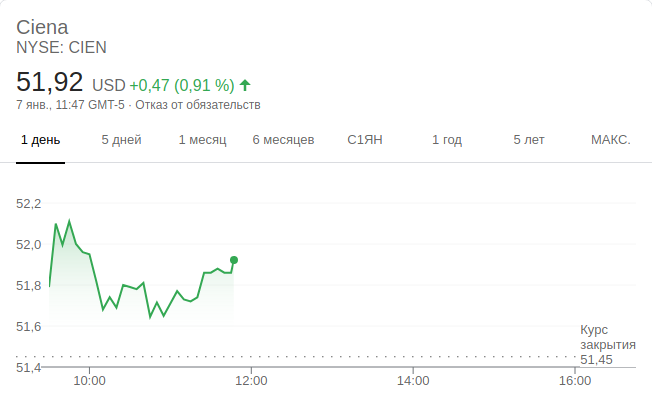 Ciena
NYSE: CIEN
51,92 USD +0,47 (0,91 %)
7 янв., 11:47 GMT-5 · Отказ от обязательств
1 день 5 дней 1 месяц 6 месяцев С1ЯН 1 год 5 лет МАКС.
52,2
52,0
51,8
51,6
Курс
закрытия
51,45
51,4
10:00 12:00 14:00 16:00